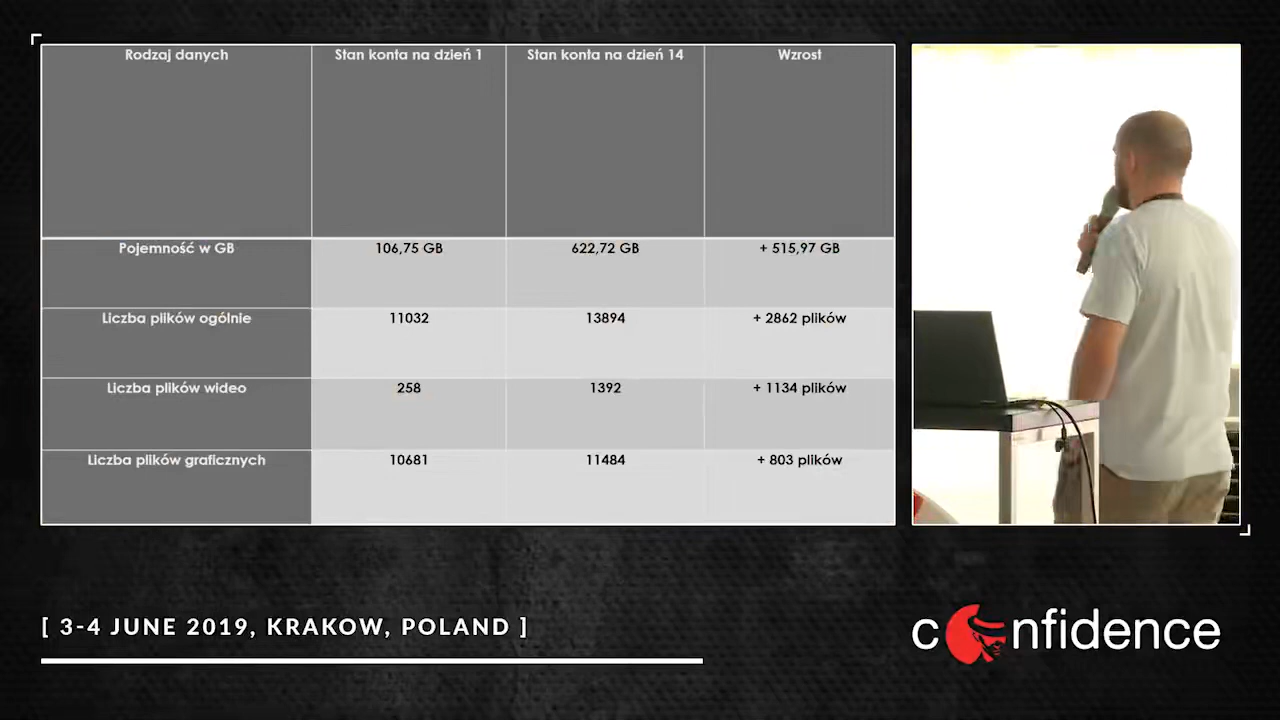 Rodzaj danych Stan konta na dzień 1 Stan konta na dzień 14 Wzrost
Pojemność w GB 106,75 GB 622,72 GB + 515,97 GB
Liczba plików ogólnie 11032 13894 + 2862 plików
Liczba plików wideo 258 1392 + 1134 plików
Liczba plików graficznych 10681 11484 + 803 plików
[ 3-4 JUNE 2019, KRAKOW, POLAND ]
confidence